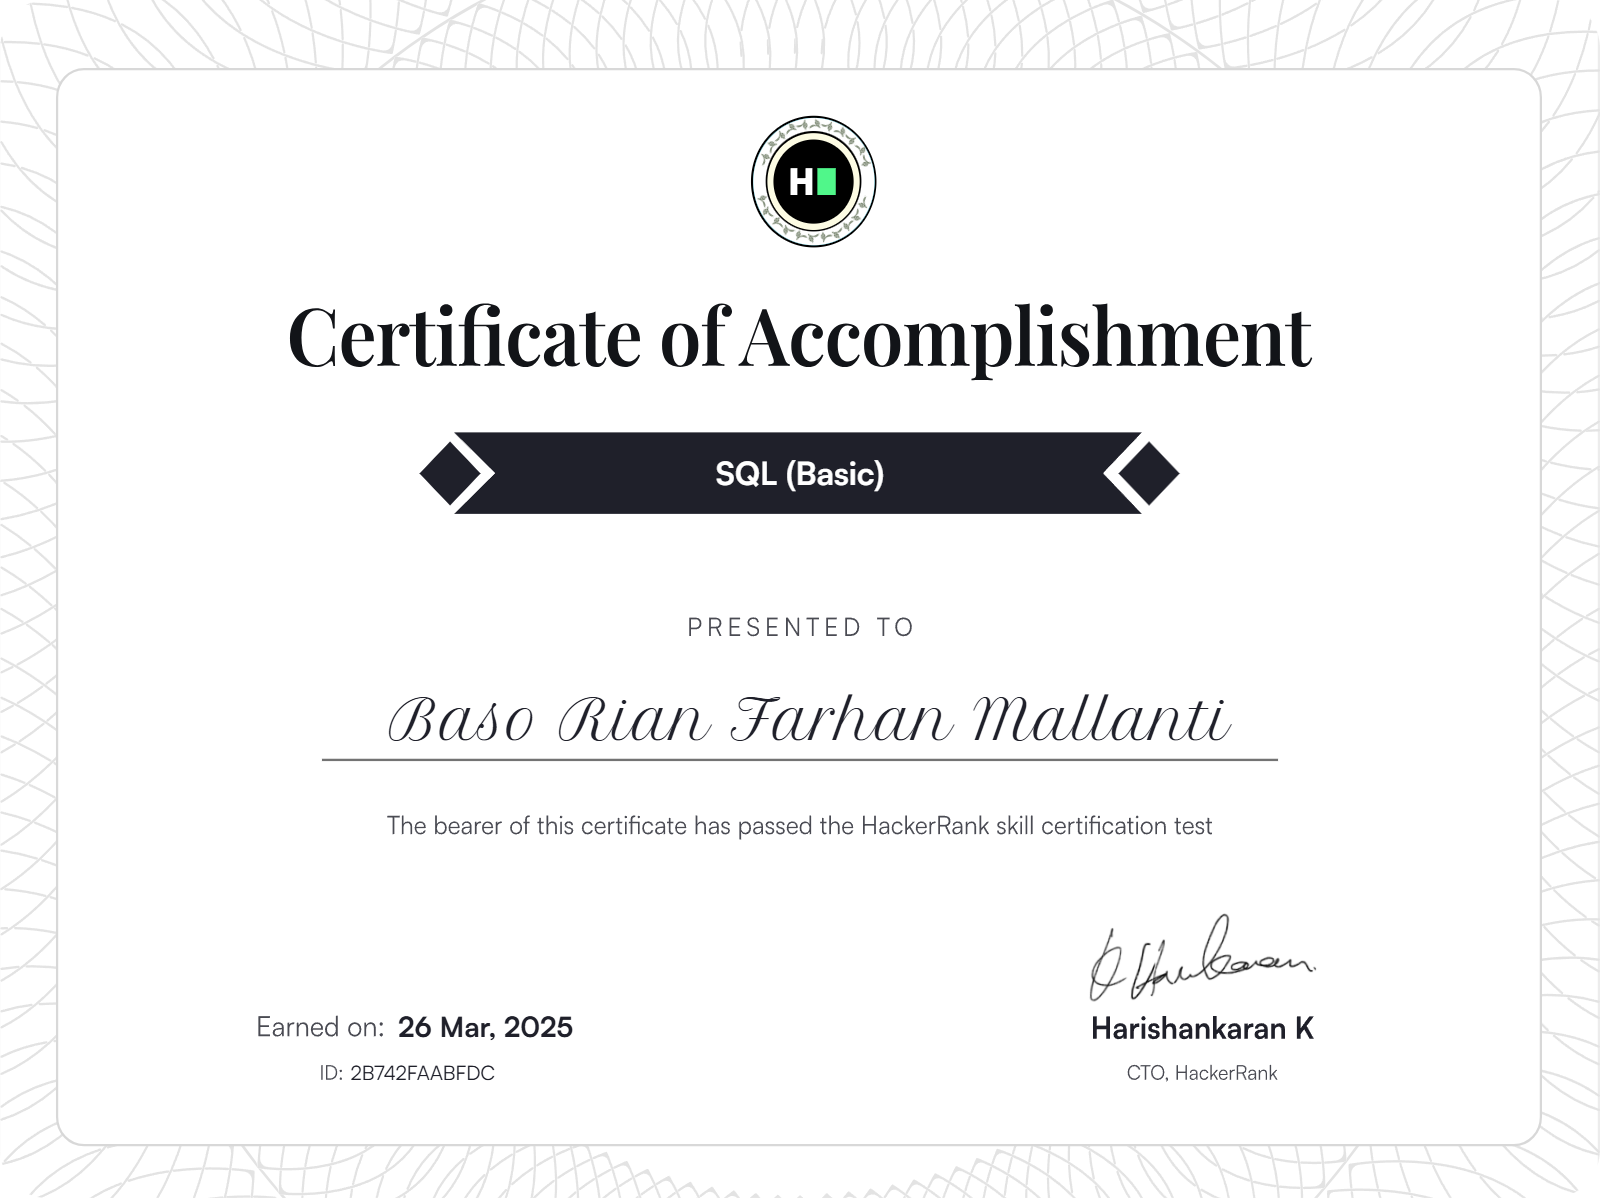 H
Certificate of Accomplishment
SQL (Basic)
PRESENTED TO
Baso Rian Farhan Mallanti
The bearer of this certificate has passed the HackerRank skill certification test
Earned on: 26 Mar, 2025
ID: 2B742FAABFDC
Harishankaran K
CTO, HackerRank